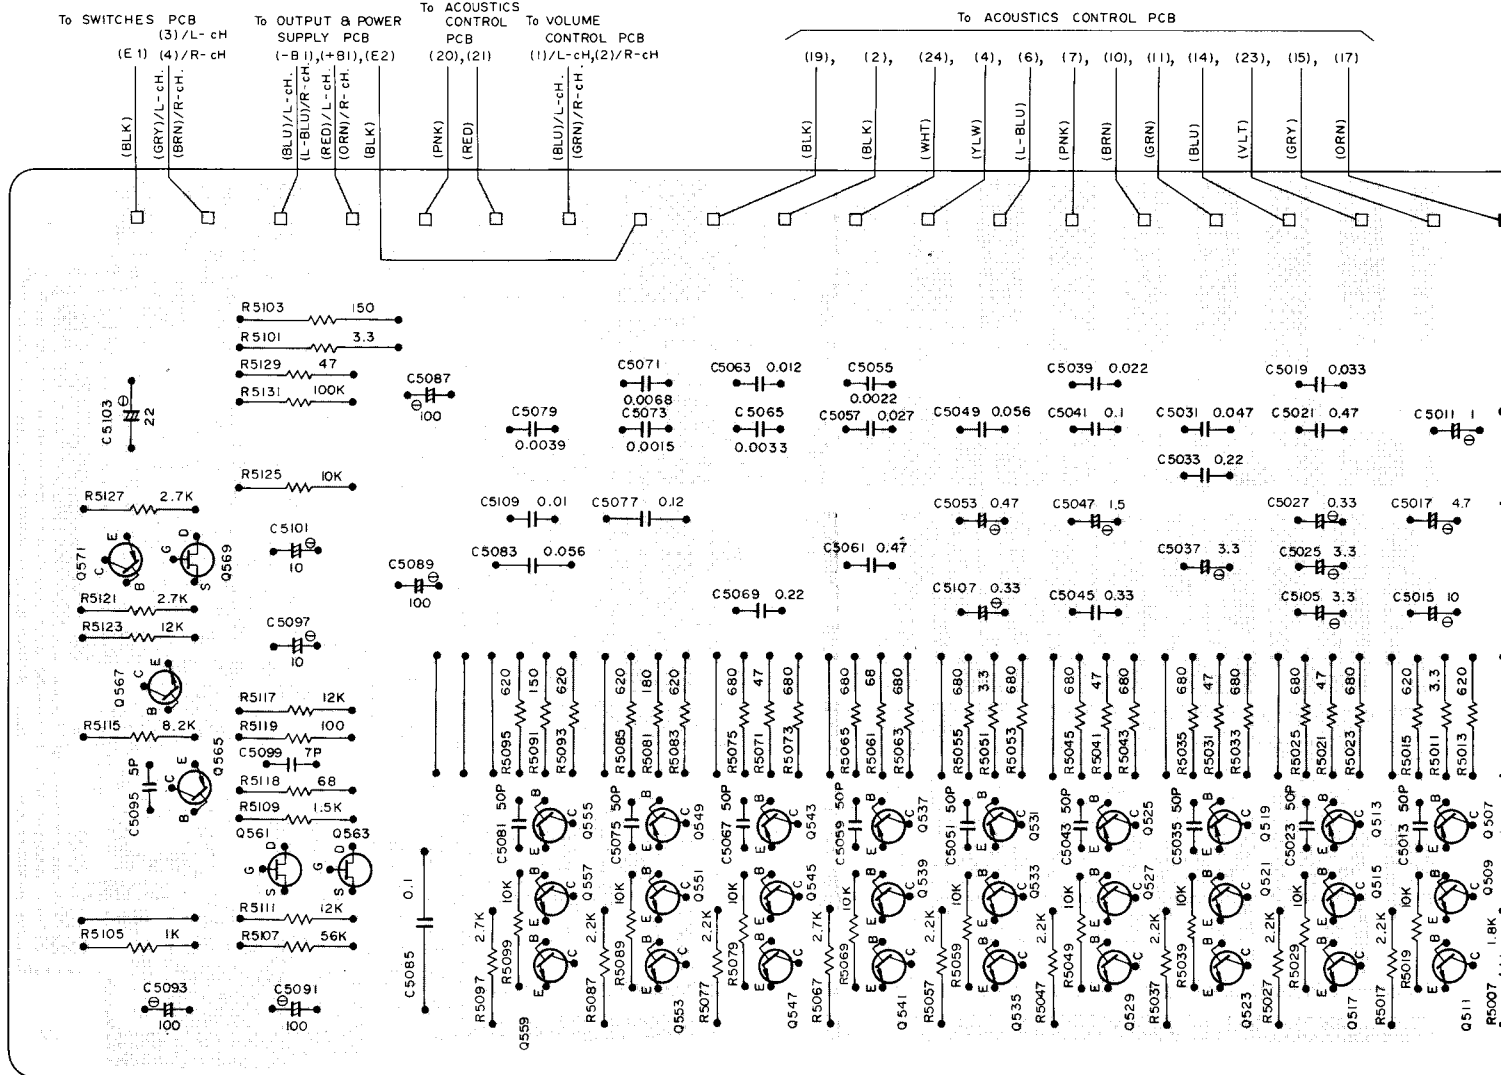 To SWITCHES PCB
(3)/L-cH
(E1) (4)/R-cH
To OUTPUT & POWER
SUPPLY PCB
(-B1),(+B1),(E2)
To ACOUSTICS
CONTROL
PCB
(20),(21)
To VOLUME
CONTROL PCB
(1)/L-cH,(2)/R-cH
To ACOUSTICS CONTROL PCB
(19), (2), (24), (4), (6), (7), (10), (11), (14), (23), (15), (17)
(BLK)
(GRY)/L-cH.
(BRN)/R-cH.
(BLU)/L-cH.
(L-BLU)/R-cH.
(RED)/L-cH.
(ORN)/R-cH.
(BLK)
(PNK)
(RED)
(BLU)/L-cH.
(GRN)/R-cH.
(BLK)
(BLK)
(WHT)
(YLW)
(L-BLU)
(PNK)
(BRN)
(GRN)
(BLU)
(VLT)
(GRY)
(ORN)
R5103 150
R5101 3.3
R5129 47
R5131 100K
C5103 ⊖ 22
C5087
⊖ 100
C5071
0.0068
C5063 0.012
C5055
0.0022
C5039 0.022
C5019 0.033
C5079
0.0039
C5073
0.0015
C5065
0.0033
C5057 0.027
C5049 0.056
C5041 0.1
C5031 0.047
C5021 0.47
C5011 1 ⊖
C5033 0.22
R5125 10K
R5127 2.7K
C5109 0.01
C5077 0.12
C5053 0.47 ⊖
C5047 1.5 ⊖
C5027 0.33 ⊖
C5017 4.7 ⊖
Q571 E C B
G D S Q569
C5101 ⊖
10
C5083 0.056
C5089 ⊖
100
C5061 0.47
C5037 3.3 ⊖
C5025 3.3 ⊖
R5121 2.7K
C5069 0.22
C5107 0.33 ⊖
C5045 0.33
C5105 3.3 ⊖
C5015 10 ⊖
R5123 12K
C5097 ⊖
10
Q567 C E B
R5117 12K
R5115 8.2K
R5119 100
C5099 7P
Q565 C E B
C5095 5P
R5118 68
R5109 1.5K
R5095 620
R5091 150
R5093 620
R5085 620
R5081 180
R5083 620
R5075 680
R5071 47
R5073 680
R5065 680
R5061 68
R5063 680
R5055 680
R5051 3.3
R5053 680
R5045 680
R5041 47
R5043 680
R5035 680
R5031 47
R5033 680
R5025 680
R5021 47
R5023 680
R5015 620
R5011 3.3
R5013 620
C5081 50P B C E Q555
C5075 50P B C E Q549
C5067 50P B C E Q543
C5059 50P B C E Q537
C5051 50P B C E Q531
C5043 50P B C E Q525
C5035 50P B C E Q519
C5023 50P B C E Q513
C5013 50P B C E Q507
Q561 Q563
G D S
G D S
R5111 12K
R5107 56K
R5105 1K
C5085 0.1
R5097 2.7K
R5099 10K
B C E Q557
B C E Q559
R5087 2.2K
R5089 10K
B C E Q551
B C E Q553
R5077 2.2K
R5079 10K
B C E Q545
B C E Q547
R5067 2.7K
R5069 10K
B C E Q539
B C E Q541
R5057 2.2K
R5059 10K
B C E Q533
B C E Q535
R5047 2.2K
R5049 10K
B C E Q527
B C E Q529
R5037 2.2K
R5039 10K
B C E Q521
B C E Q523
R5027 2.2K
R5029 10K
B C E Q515
B C E Q517
R5017 2.2K
R5019 10K
B C E Q509
B C E Q511
R5007 1.8K
C5093
⊖ 100
C5091
⊖ 100